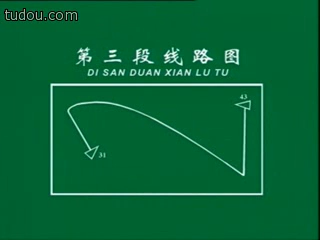 tudou.com
第三段线路图
DI SAN DUAN XIAN LU TU
43
31